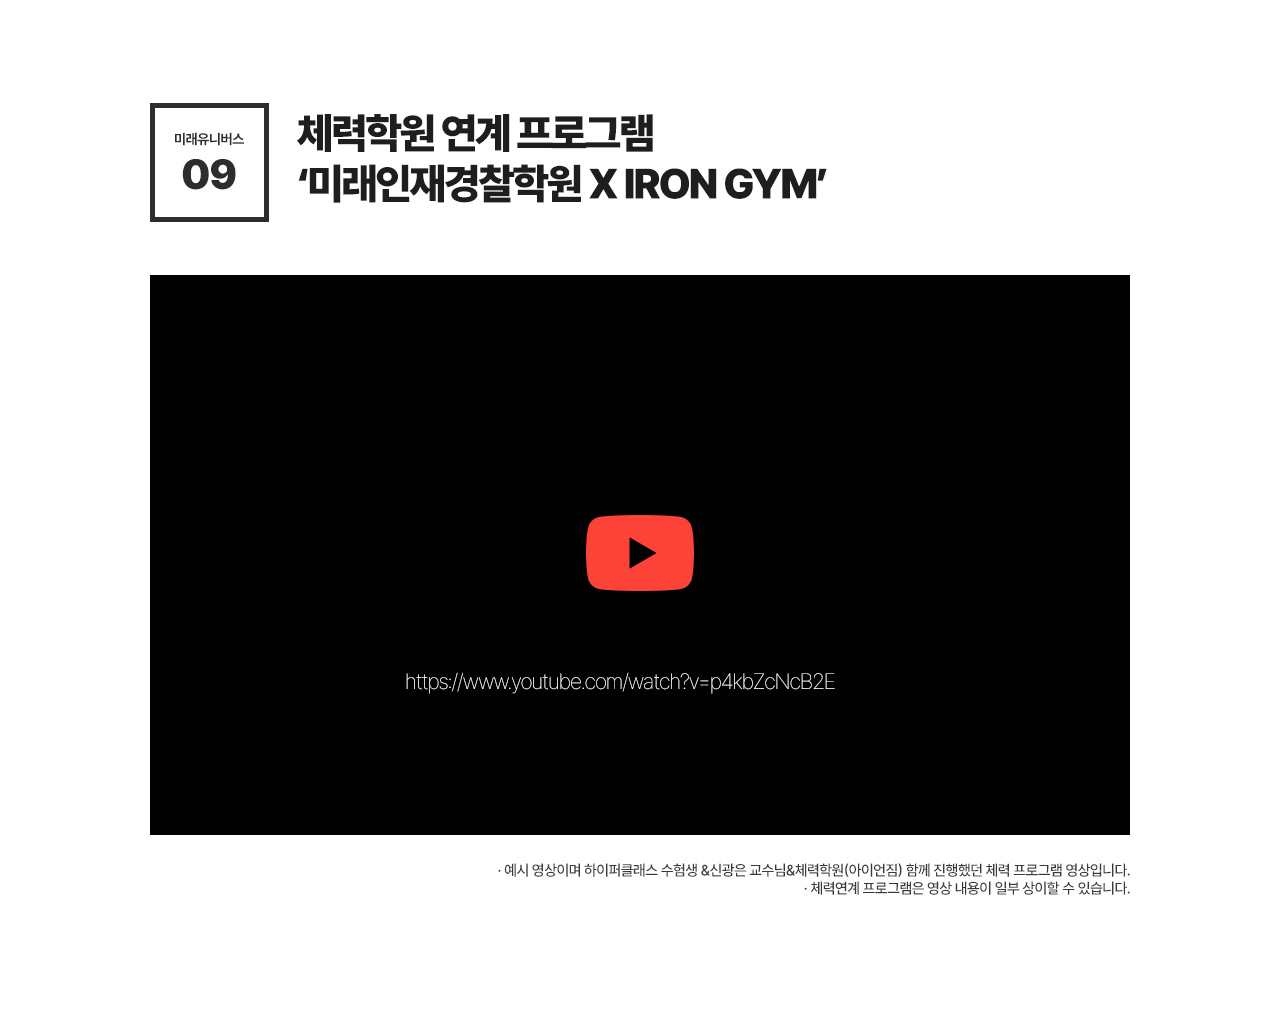 미래유니버스
09
체력학원 연계 프로그램
‘미래인재경찰학원 X IRON GYM’
https://www.youtube.com/watch?v=p4kbZcNcB2E
· 예시 영상이며 하이퍼클래스 수험생 &신광은 교수님&체력학원(아이언짐) 함께 진행했던 체력 프로그램 영상입니다.
· 체력연계 프로그램은 영상 내용이 일부 상이할 수 있습니다.